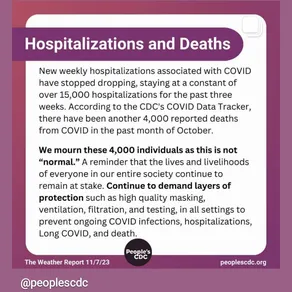 Hospitalizations and Deaths
New weekly hospitalizations associated with COVID
have stopped dropping, staying at a constant of
over 15,000 hospitalizations for the past three
weeks. According to the CDC's COVID Data Tracker,
there have been another 4,000 reported deaths
from COVID in the past month of October.
We mourn these 4,000 individuals as this is not
“normal.” A reminder that the lives and livelihoods
of everyone in our entire society continue to
remain at stake. Continue to demand layers of
protection such as high quality masking,
ventilation, filtration, and testing, in all settings to
prevent ongoing COVID infections, hospitalizations,
Long COVID, and death.
People's
CDC
The Weather Report 11/7/23
peoplescdc.org
@peoplescdc